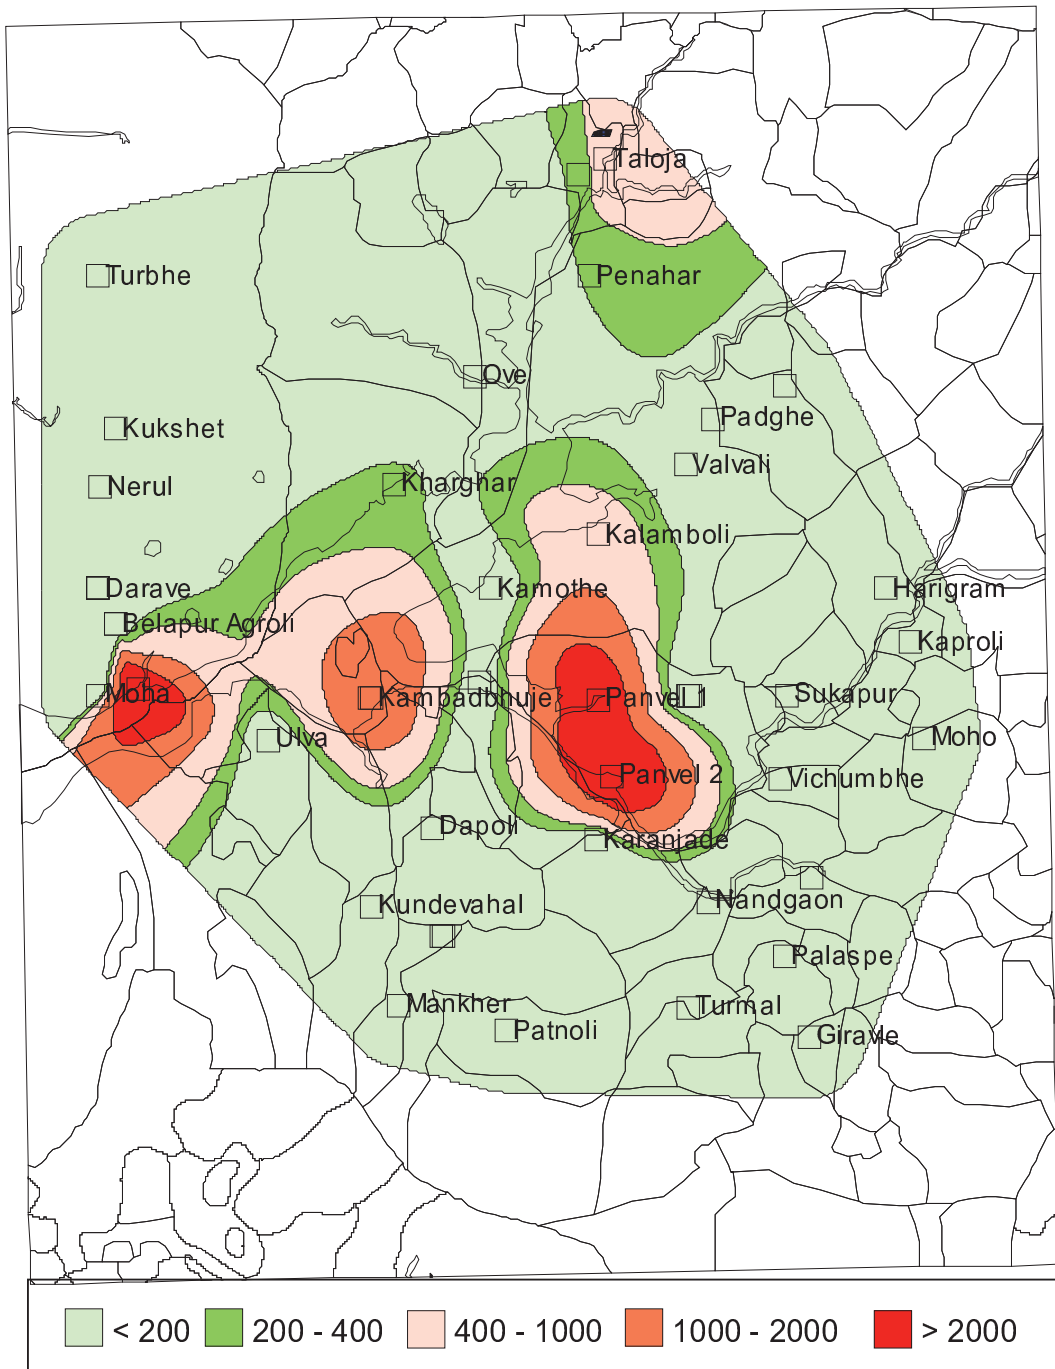 Taloja
Turbhe
Penahar
Ove
Padghe
Kukshet
Valvali
Kharghar
Nerul
Kalamboli
Darave
Kamothe
Harigram
Belapur Agroli
Kaproli
Moha
Kambadbhuje
Panvel 1
Sukapur
Ulva
Moho
Panvel 2
Vichumbhe
Dapoli
Karanjade
Kundevahal
Nandgaon
Palaspe
Mankher
Turmal
Patnoli
Giravle
< 200 200 - 400 400 - 1000 1000 - 2000 > 2000